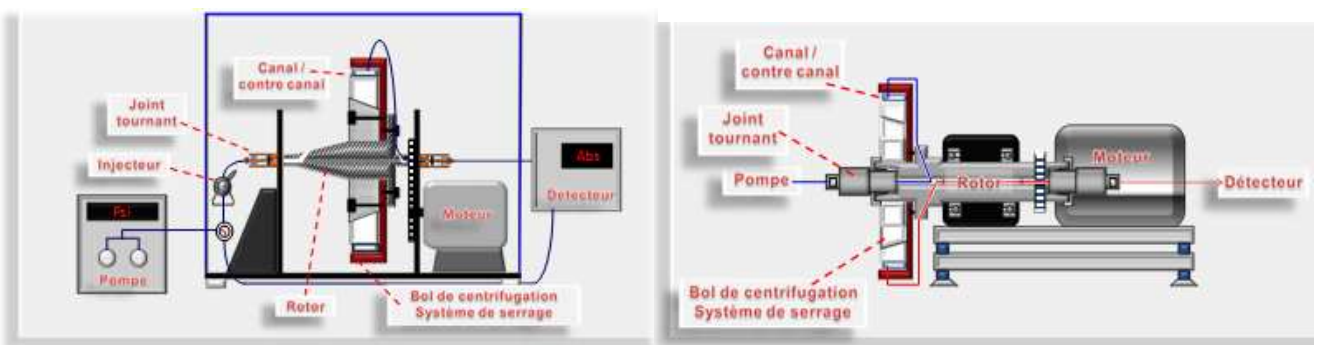 Canal /
contre canal
Joint
tournant
Injecteur
Psi
Pompe
Rotor
Bol de centrifugation
Système de serrage
Moteur
Abs
Détecteur
Canal /
contre canal
Joint
tournant
Pompe
Rotor
Moteur
Détecteur
Bol de centrifugation
Système de serrage